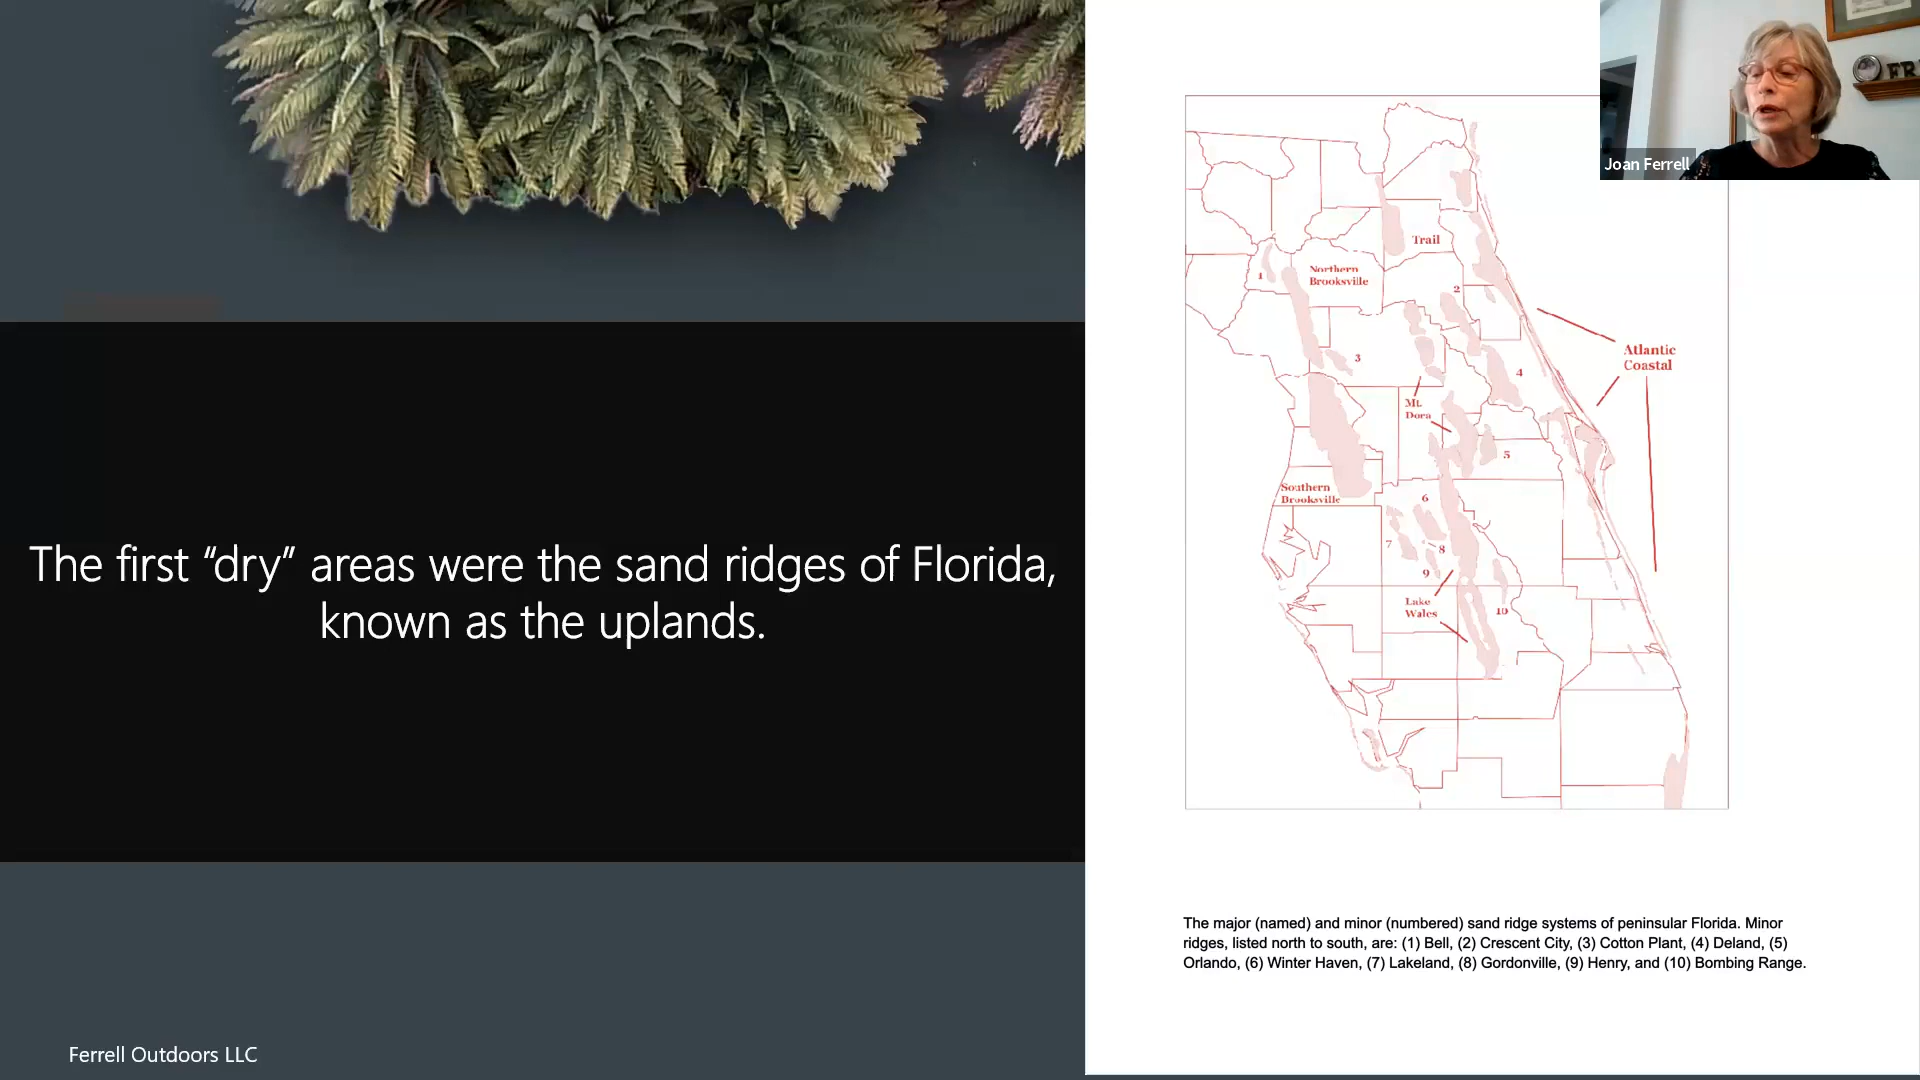 FR
Joan Ferrell
Trail
1
Northern
Brooksville
2
Atlantic
Coastal
3
4
Mt.
Dora
5
Southern
Brooksville
6
7
8
9
Lake
Wales
10
The first “dry” areas were the sand ridges of Florida,
known as the uplands.
The major (named) and minor (numbered) sand ridge systems of peninsular Florida. Minor
ridges, listed north to south, are: (1) Bell, (2) Crescent City, (3) Cotton Plant, (4) Deland, (5)
Orlando, (6) Winter Haven, (7) Lakeland, (8) Gordonville, (9) Henry, and (10) Bombing Range.
Ferrell Outdoors LLC